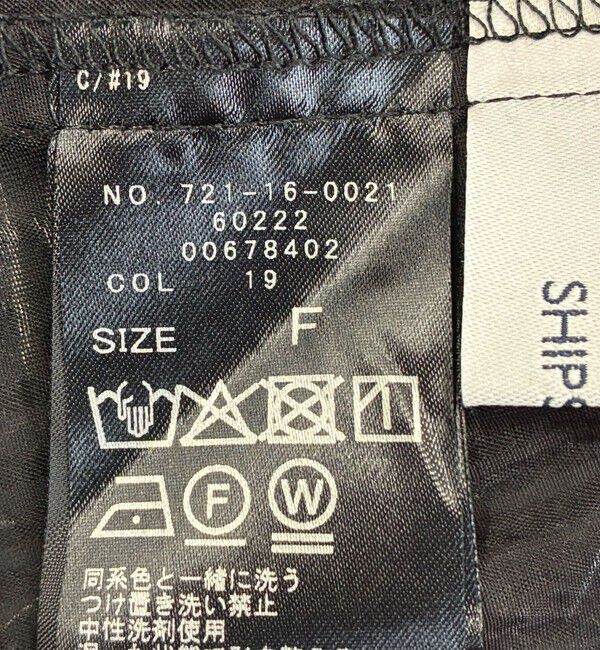 C/#19
NO. 721-16-0021
60222
00678402
COL 19
SIZE F
F W
同系色と一緒に洗う
つけ置き洗い禁止
中性洗剤使用
SHIPS